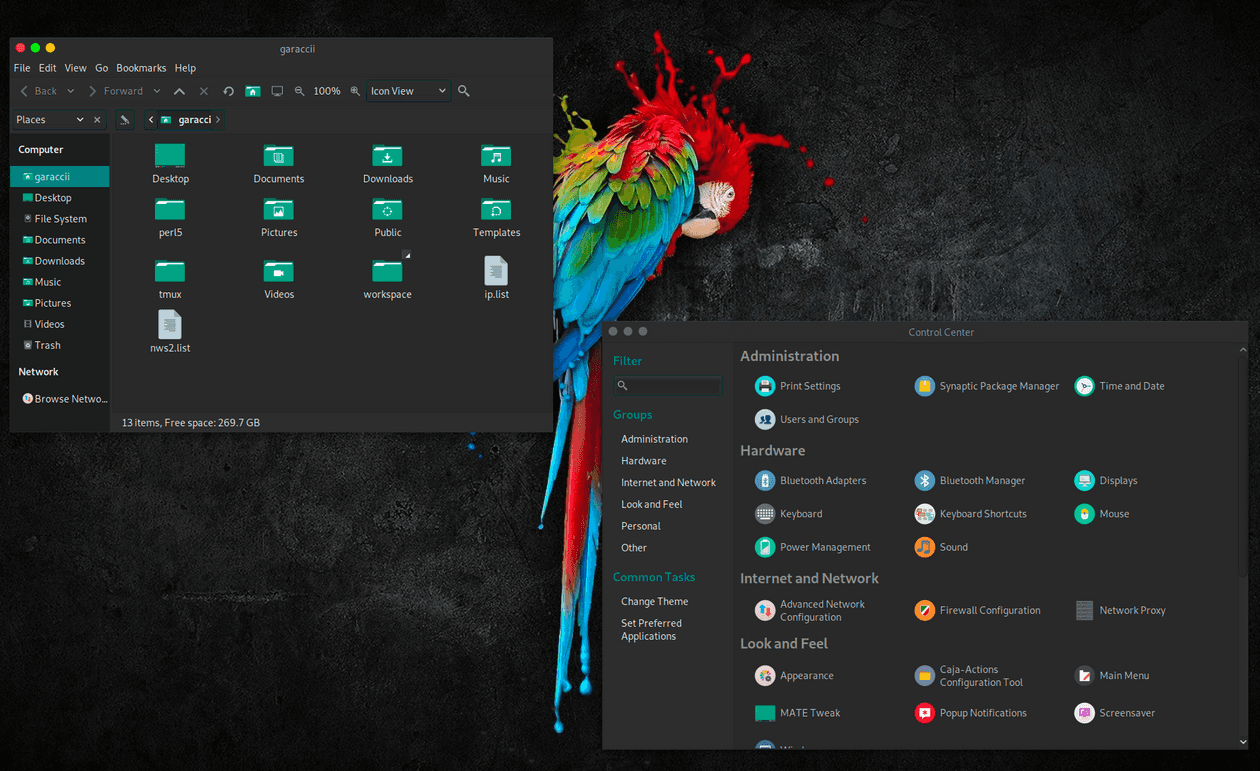 garaccii
File Edit View Go Bookmarks Help
Back Forward 100% Icon View
Places garacci
Computer
garaccii
Desktop
File System
Documents
Downloads
Music
Pictures
Videos
Trash
Network
Browse Netwo...
Desktop Documents Downloads Music
perl5 Pictures Public Templates
tmux Videos workspace ip.list
nws2.list
13 items, Free space: 269.7 GB
Control Center
Filter
Groups
Administration
Hardware
Internet and Network
Look and Feel
Personal
Other
Common Tasks
Change Theme
Set Preferred
Applications
Administration
Print Settings Synaptic Package Manager Time and Date
Users and Groups
Hardware
Bluetooth Adapters Bluetooth Manager Displays
Keyboard Keyboard Shortcuts Mouse
Power Management Sound
Internet and Network
Advanced Network
Configuration
Firewall Configuration Network Proxy
Look and Feel
Appearance
Caja-Actions
Configuration Tool
Main Menu
MATE Tweak Popup Notifications Screensaver